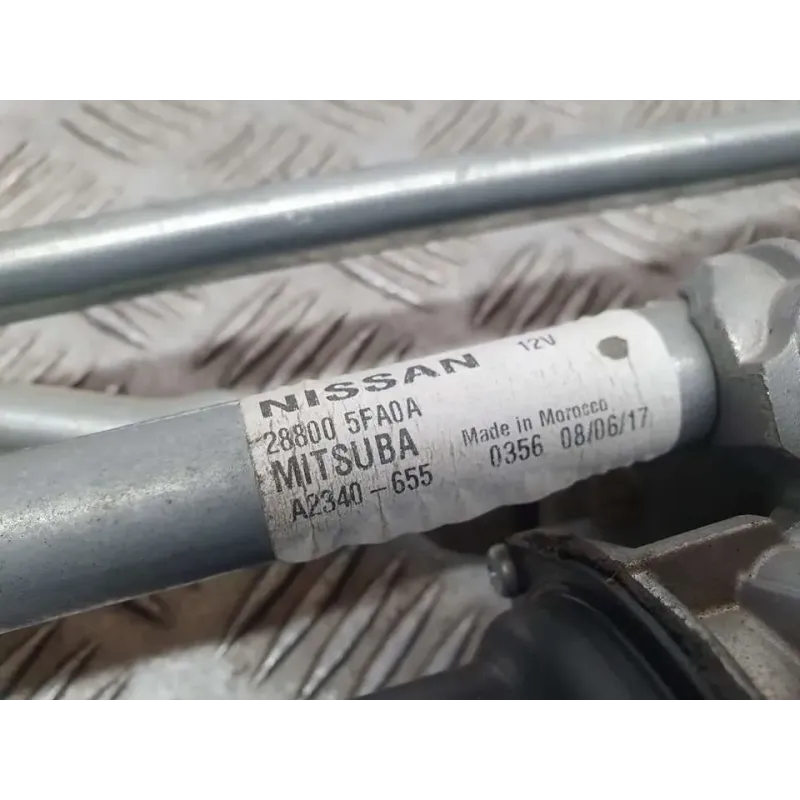 NISSAN 12V
28800 5FA0A
MITSUBA Made in Morocco
A2340-655 0356 08/06/17